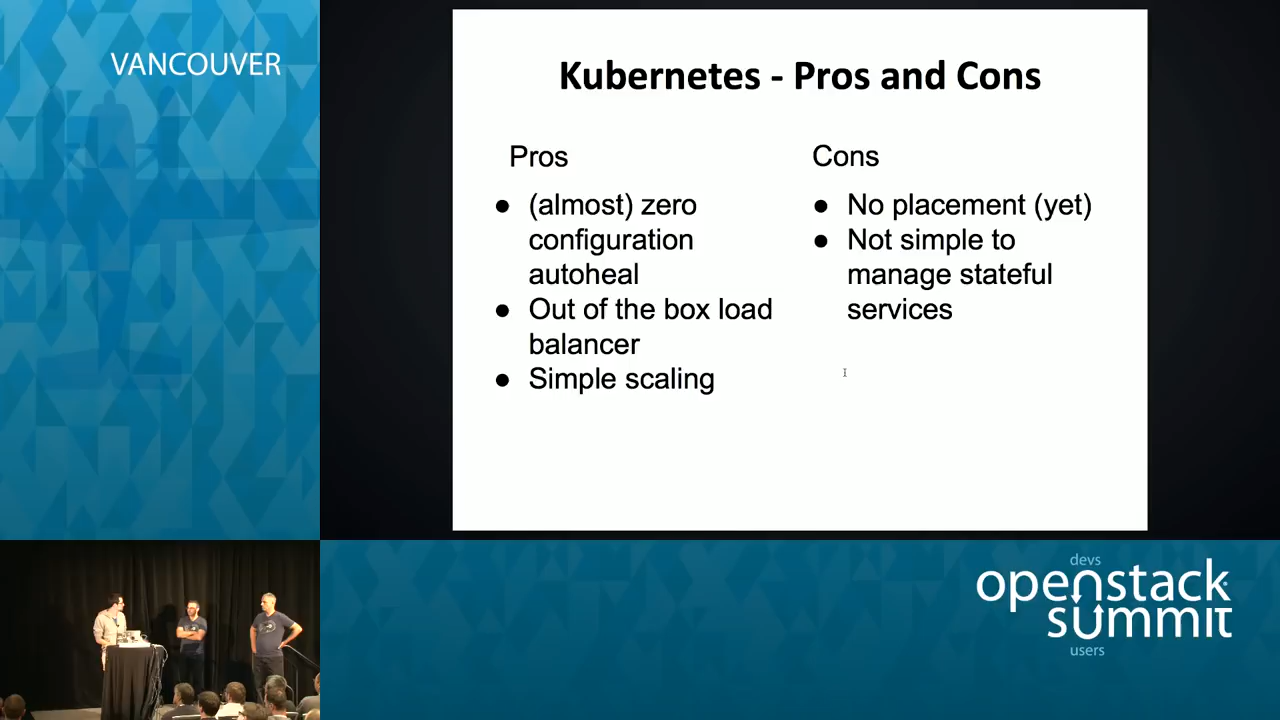 VANCOUVER
Kubernetes - Pros and Cons
Pros
● (almost) zero
configuration
autoheal
● Out of the box load
balancer
● Simple scaling
Cons
● No placement (yet)
● Not simple to
manage stateful
services
devs
openstack
summit
users